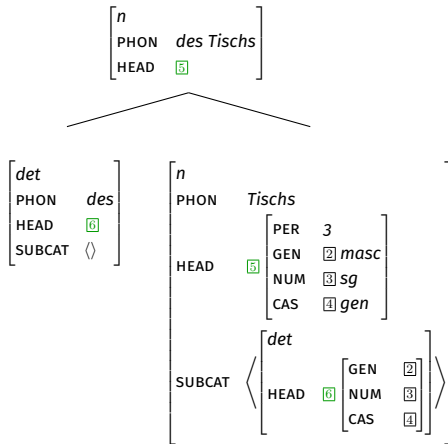 n
PHON des Tischs
HEAD 5
det
PHON des
HEAD 6
SUBCAT ⟨⟩
n
PHON Tischs
HEAD 5
PER 3
GEN 2 masc
NUM 3 sg
CAS 4 gen
SUBCAT
det
HEAD 6
GEN 2
NUM 3
CAS 4